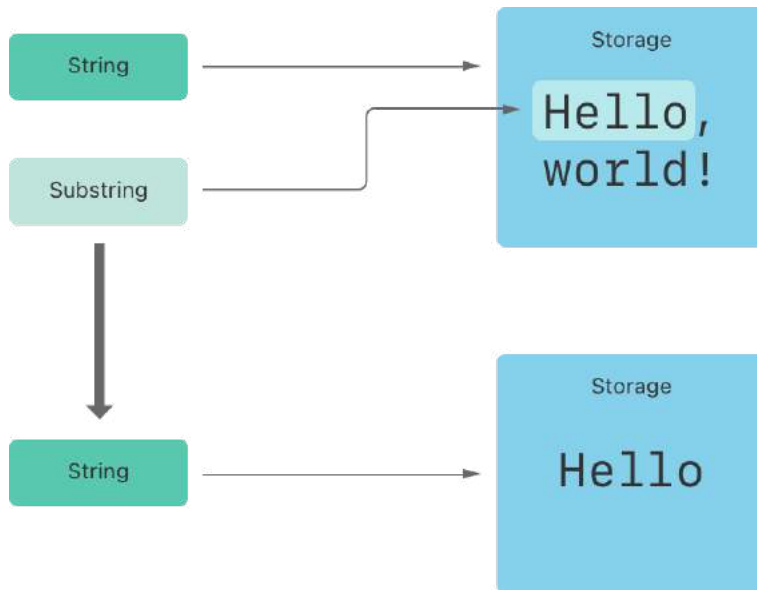 String
Storage
Hello,
world!
Substring
Storage
String
Hello